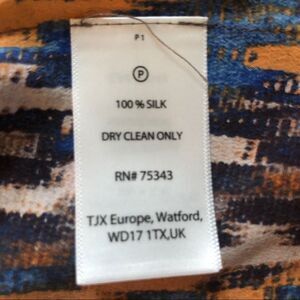 P1
P
100 % SILK
DRY CLEAN ONLY
RN# 75343
TJX Europe, Watford,
WD17 1TX,UK